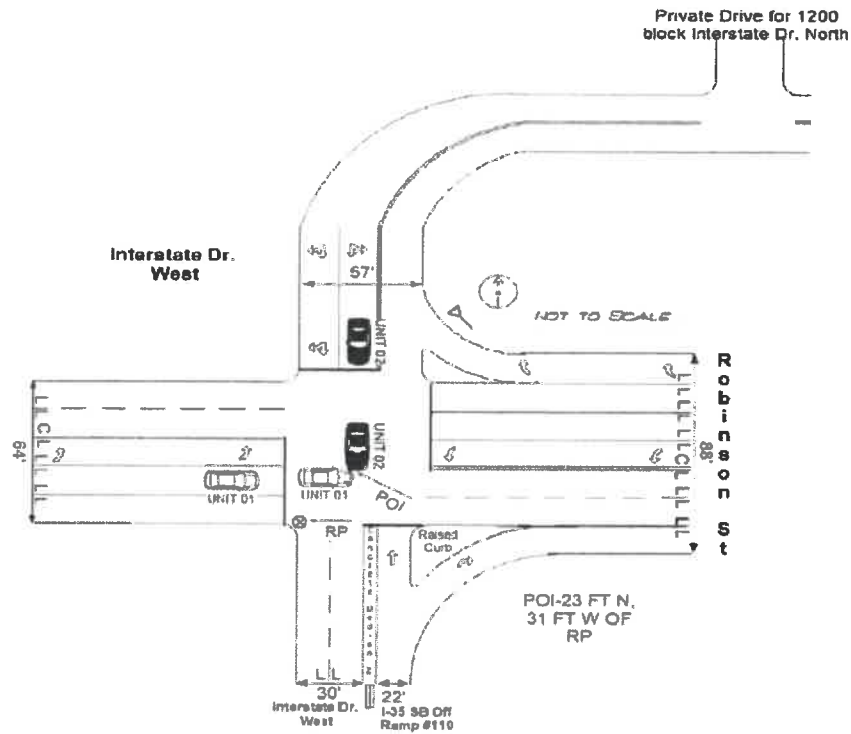 Private Drive for 1200
block Interstate Dr. North
Interstate Dr.
West
57'
NOT TO SCALE
UNIT 02
Robinson St
64'
88'
UNIT 02
UNIT 01
UNIT 01
POI
RP
Raised
Curb
POI-23 FT N,
31 FT W OF
RP
30'
22'
Interstate Dr.
West
I-35 SB Off
Ramp #110